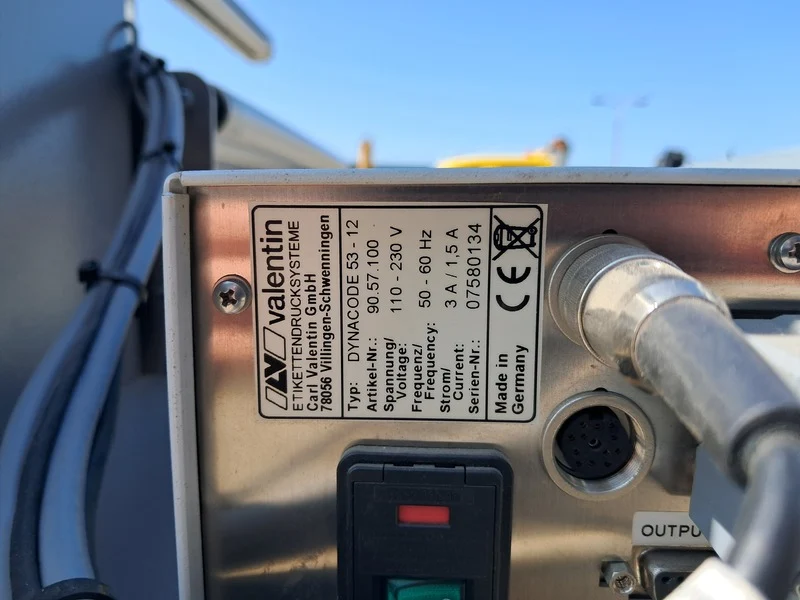 valentin
ETIKETTENDRUCKSYSTEME
Carl Valentin GmbH
78056 Villingen-Schwenningen
Typ: DYNACODE 53 - 12
Artikel-Nr.: 90.57.100
Spannung/
Voltage: 110 - 230 V
Frequenz/
Frequency: 50 - 60 Hz
Strom/
Current: 3 A / 1,5 A
Serien-Nr.: 07580134
Made in
Germany
CE
OUTPU